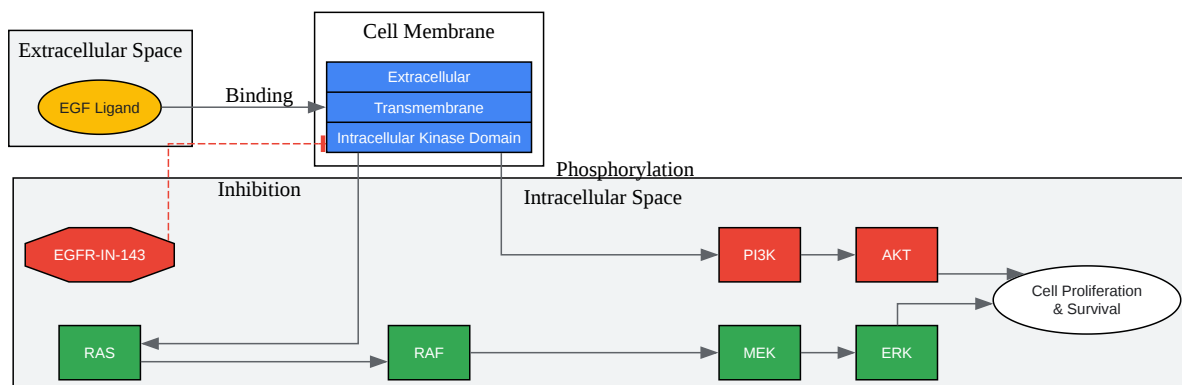 Cell Membrane
Extracellular Space
Extracellular
EGF Ligand
Binding
Transmembrane
Intracellular Kinase Domain
Phosphorylation
Inhibition
Intracellular Space
EGFR-IN-143
PI3K
AKT
Cell Proliferation
& Survival
RAS
RAF
MEK
ERK